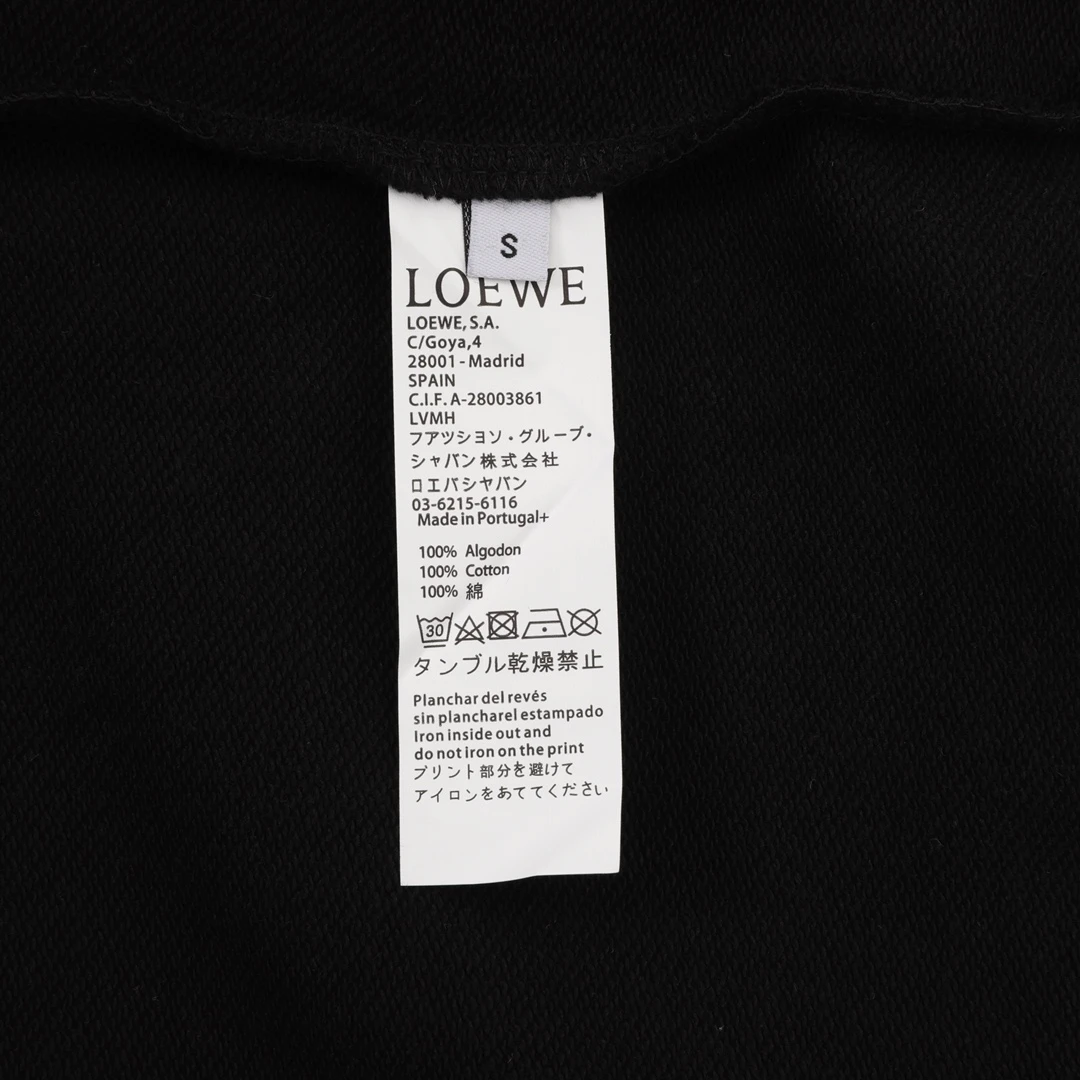 S
LOEWE
LOEWE, S.A.
C/Goya,4
28001 - Madrid
SPAIN
C.I.F. A-28003861
LVMH
フアツシヨソ・グルーブ・
シャバン株式会社
ロエバシヤバン
03-6215-6116
Made in Portugal+
100% Algodon
100% Cotton
100% 綿
30
タンブル乾燥禁止
Planchar del revés
sin plancharel estampado
Iron inside out and
do not iron on the print
プリント部分を避けて
アイロンをあててください